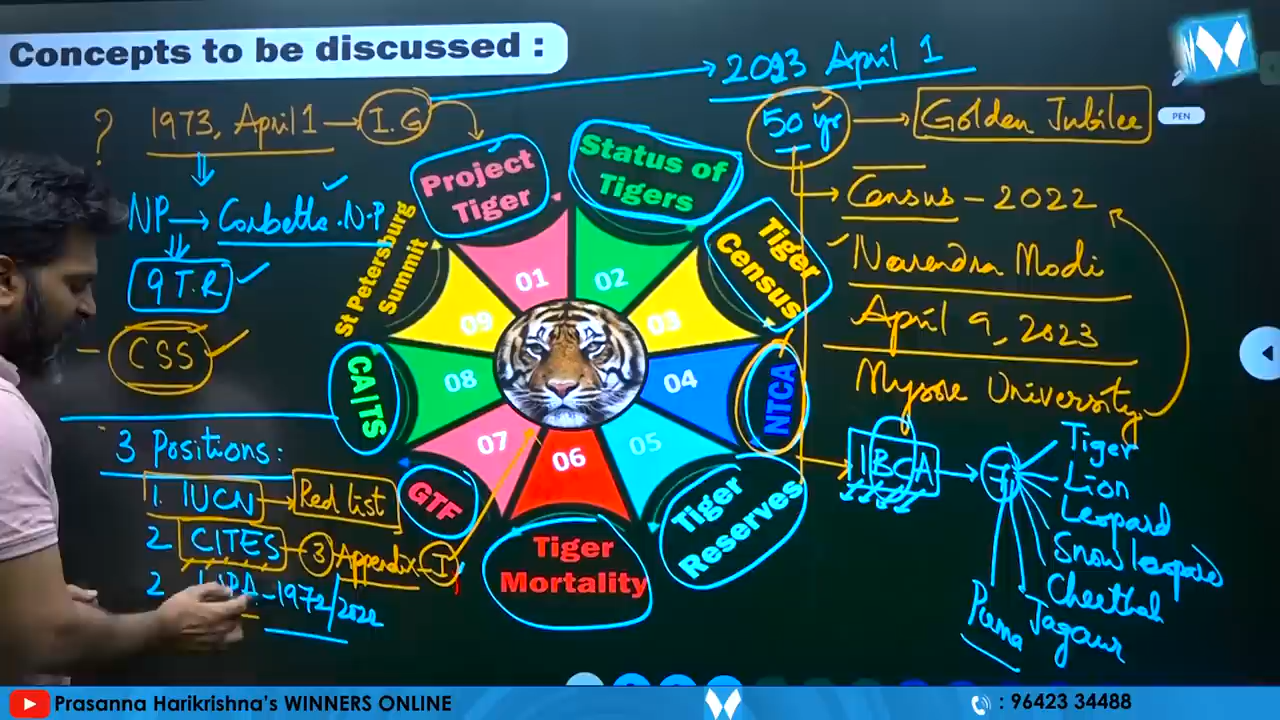 Concepts to be discussed :
2023 April 1
? 1973, April 1 → I.G
50 yr → Golden Jubilee
PEN
Project Tiger
Status of Tigers
Tiger Census
NTCA
Tiger Reserves
Tiger Mortality
GTF
CA|TS
St Petersburg Summit
01
02
03
04
05
06
07
08
09
NP → Corbette N.P
9 T.R
- CSS
Census - 2022
Narendra Modi
April 9, 2023
Mysore University
IBCA → 7
Tiger
Lion
Leopard
Snow leopard
Cheethah
Jagaur
Puma
3 Positions:
1. IUCN → Red list
2 CITES - 3 Appendix - I
2 PA - 1972/2022
Prasanna Harikrishna's WINNERS ONLINE
W
: 96423 34488